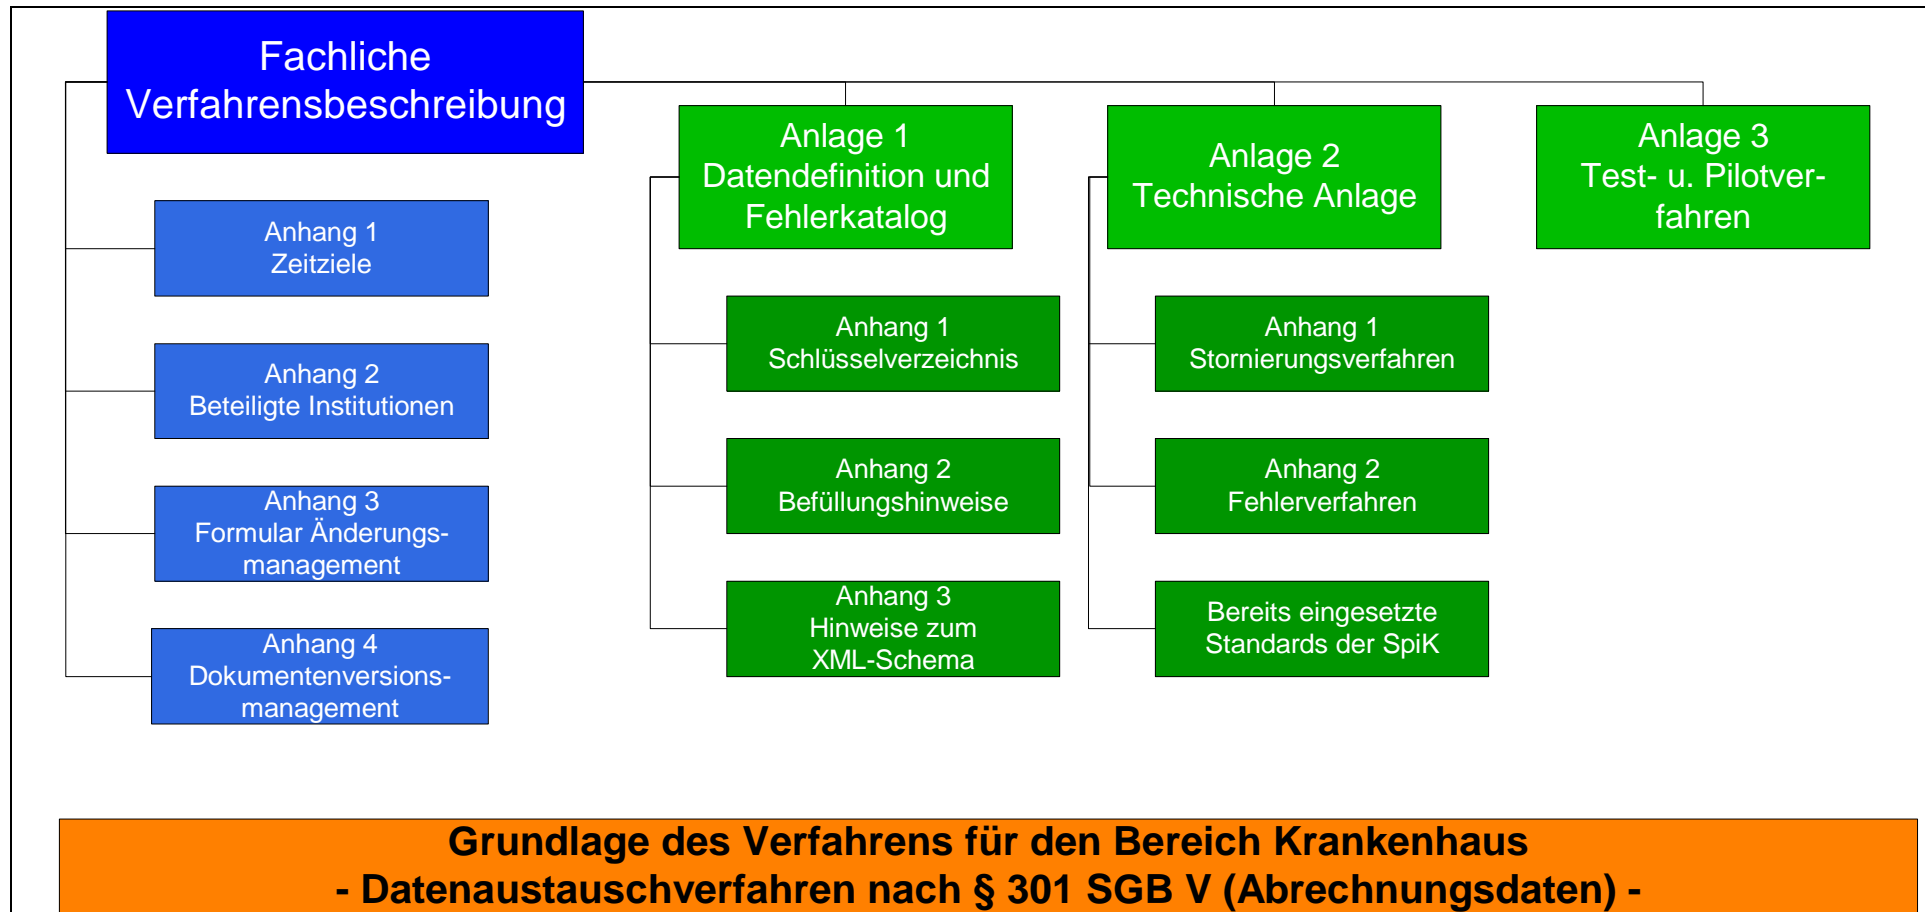 Fachliche
Verfahrensbeschreibung
Anhang 1
Zeitziele
Anhang 2
Beteiligte Institutionen
Anhang 3
Formular Änderungs-
management
Anhang 4
Dokumentenversions-
management
Anlage 1
Datendefinition und
Fehlerkatalog
Anhang 1
Schlüsselverzeichnis
Anhang 2
Befüllungshinweise
Anhang 3
Hinweise zum
XML-Schema
Anlage 2
Technische Anlage
Anhang 1
Stornierungsverfahren
Anhang 2
Fehlerverfahren
Bereits eingesetzte
Standards der SpiK
Anlage 3
Test- u. Pilotver-
fahren
Grundlage des Verfahrens für den Bereich Krankenhaus
- Datenaustauschverfahren nach § 301 SGB V (Abrechnungsdaten) -